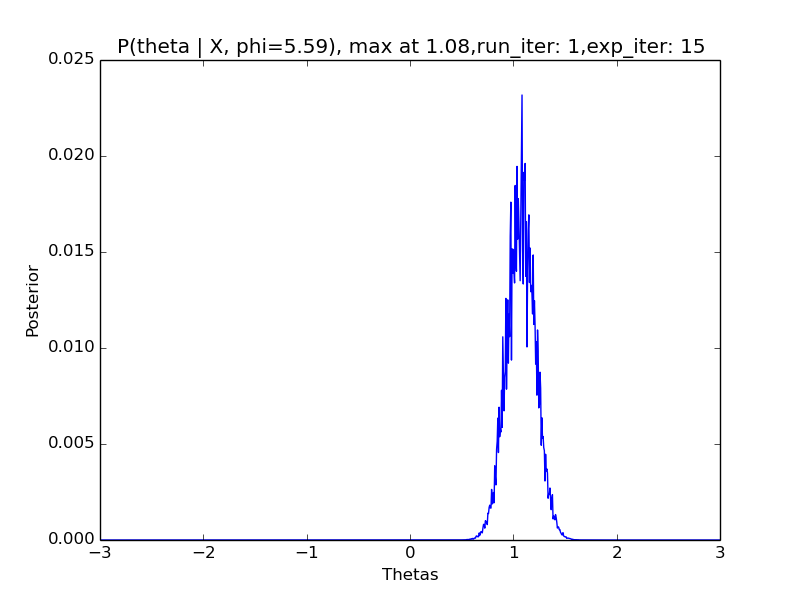 P(theta | X, phi=5.59), max at 1.08,run_iter: 1,exp_iter: 15
0.025
0.020
0.015
0.010
0.005
0.000
Posterior
−3 −2 −1 0 1 2 3
Thetas